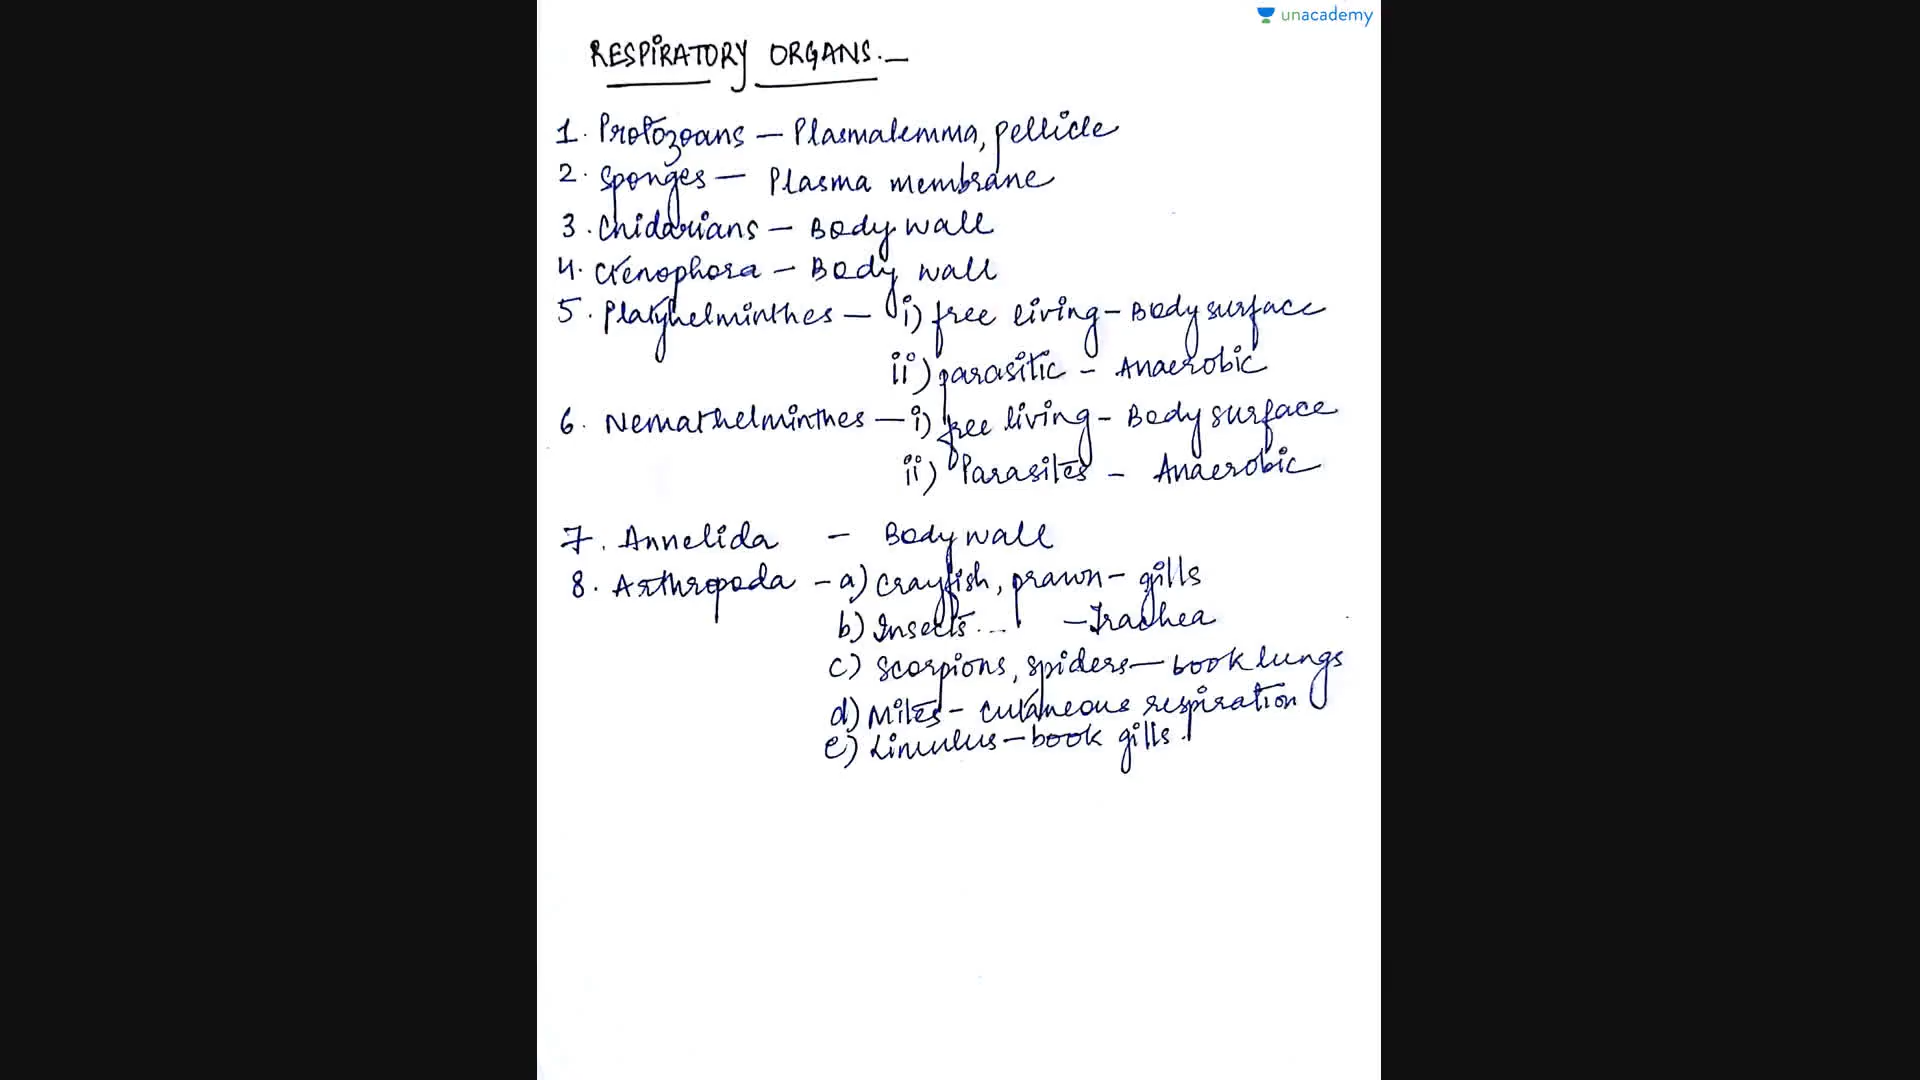 unacademy
RESPIRATORY ORGANS.—
1. Protozoans — Plasmalemma, pellicle
2. Sponges — Plasma membrane
3. Cnidarians — Body wall
4. Ctenophora — Body wall
5. Platyhelminthes — i) free living — Body surface
ii) parasitic - Anaerobic
6. Nemathelminthes — i) free living - Body surface
ii) Parasites - Anaerobic
7. Annelida - Body wall
8. Arthropoda - a) Crayfish, prawn - gills
b) Insects... - Trachea
c) Scorpions, spiders — book lungs
d) Mites - cutaneous respiration
e) Limulus — book gills.